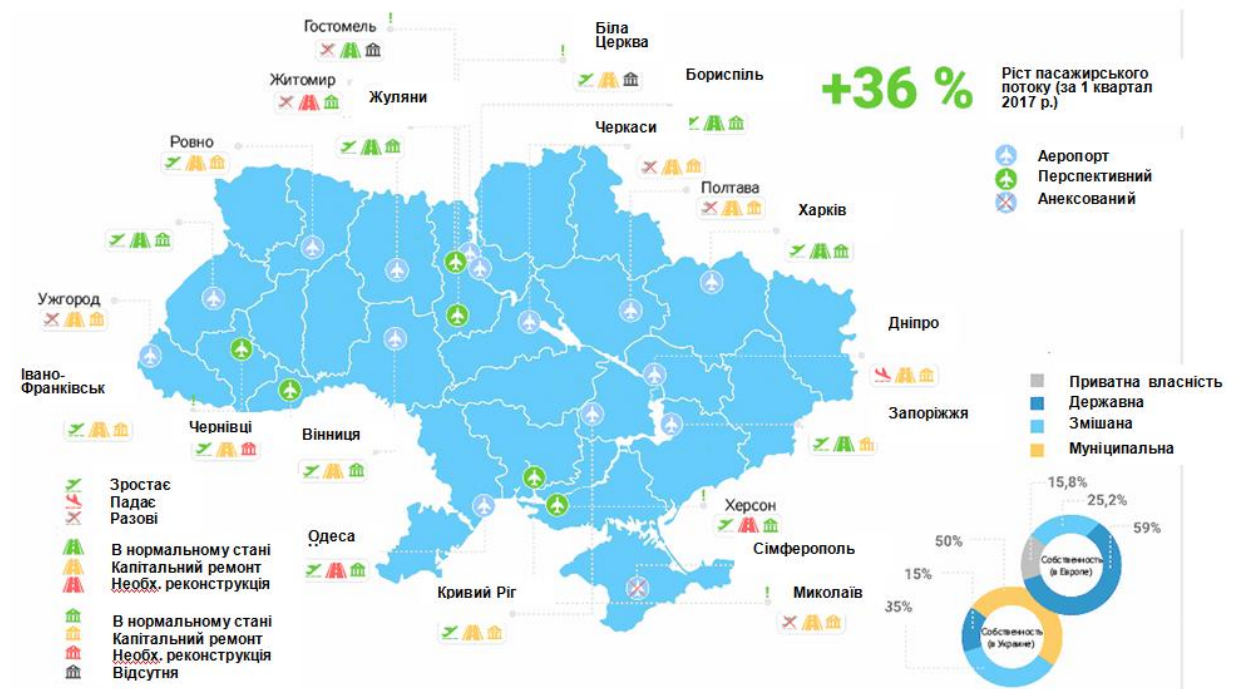 Гостомель
Біла
Церква
Житомир
Жуляни
Бориспіль
+36 %
Ріст пасажирського
потоку (за 1 квартал
2017 р.)
Ровно
Черкаси
Полтава
Харків
Аеропорт
Перспективний
Анексований
Ужгород
Дніпро
Івано-
Франківськ
Чернівці
Вінниця
Запоріжжя
Приватна власність
Державна
Змішана
Муніципальна
Зростає
Падає
Разові
В нормальному стані
Капітальний ремонт
Необх. реконструкція
В нормальному стані
Капітальний ремонт
Необх. реконструкція
Відсутня
Одеса
Кривий Ріг
Херсон
Сімферополь
Миколаїв
15,8%
25,2%
59%
Собственность
(в Европе)
50%
15%
35%
Собственность
(в Украине)